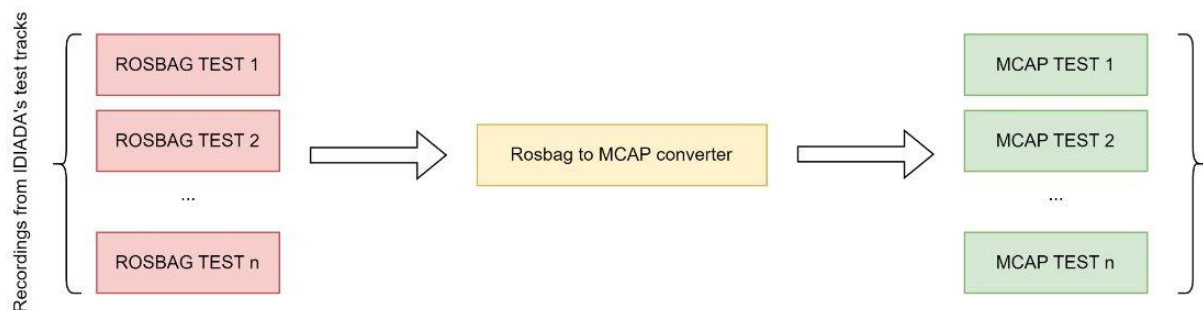 Recordings from IDIADA's test tracks
ROSBAG TEST 1
ROSBAG TEST 2
...
ROSBAG TEST n
Rosbag to MCAP converter
MCAP TEST 1
MCAP TEST 2
...
MCAP TEST n